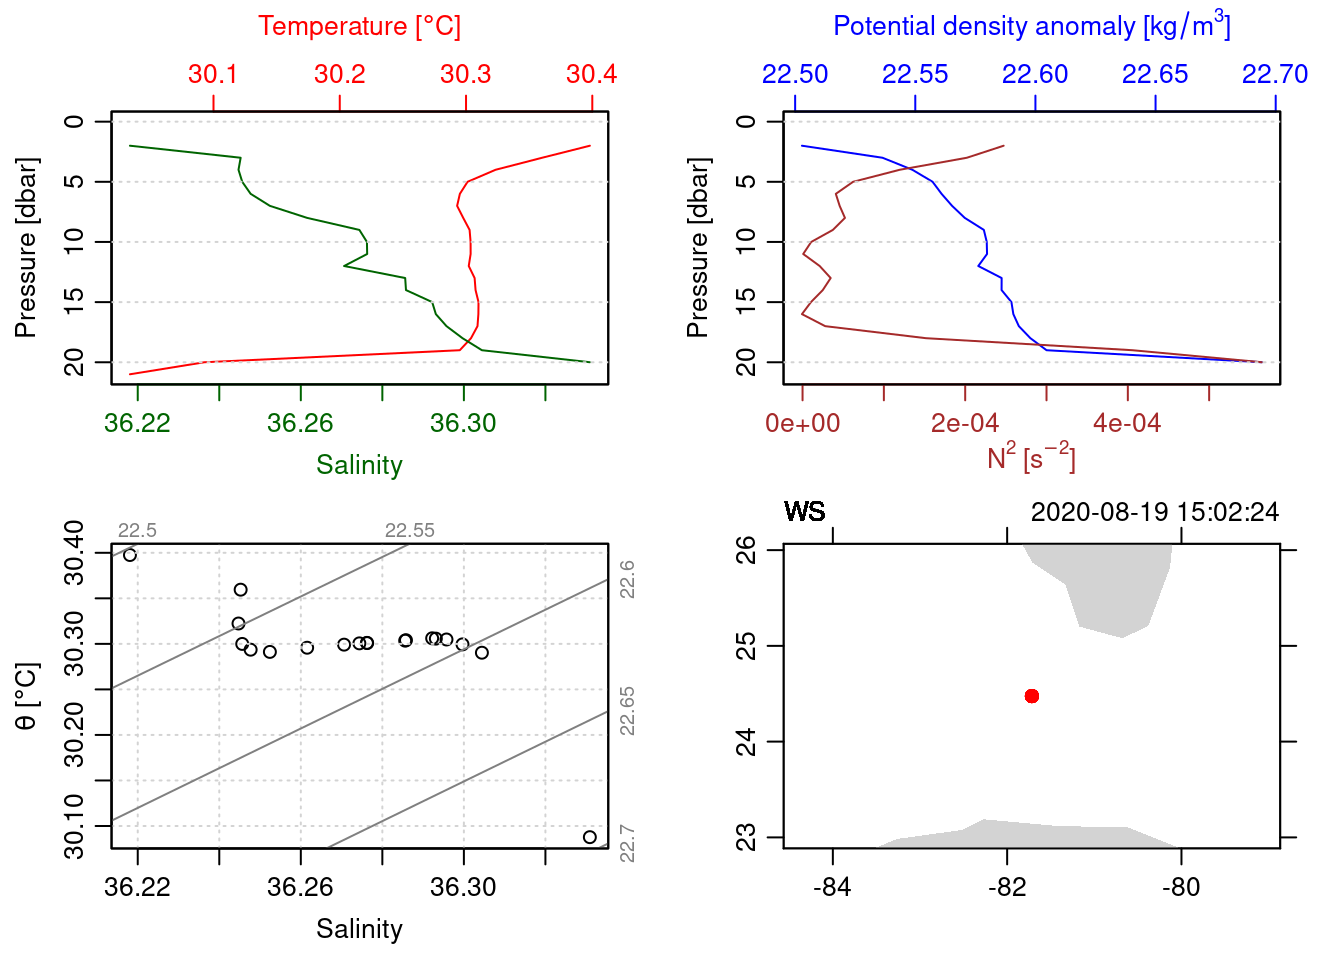 Temperature [°C]
30.1 30.2 30.3 30.4
0
5
10
15
20
Pressure [dbar]
36.22 36.26 36.30
Salinity
Potential density anomaly [kg/m³]
22.50 22.55 22.60 22.65 22.70
0
5
10
15
20
Pressure [dbar]
0e+00 2e-04 4e-04
N² [s⁻²]
22.5 22.55
22.6
22.65
22.7
30.40
30.30
30.20
30.10
θ [°C]
36.22 36.26 36.30
Salinity
WS 2020-08-19 15:02:24
26
25
24
23
-84 -82 -80